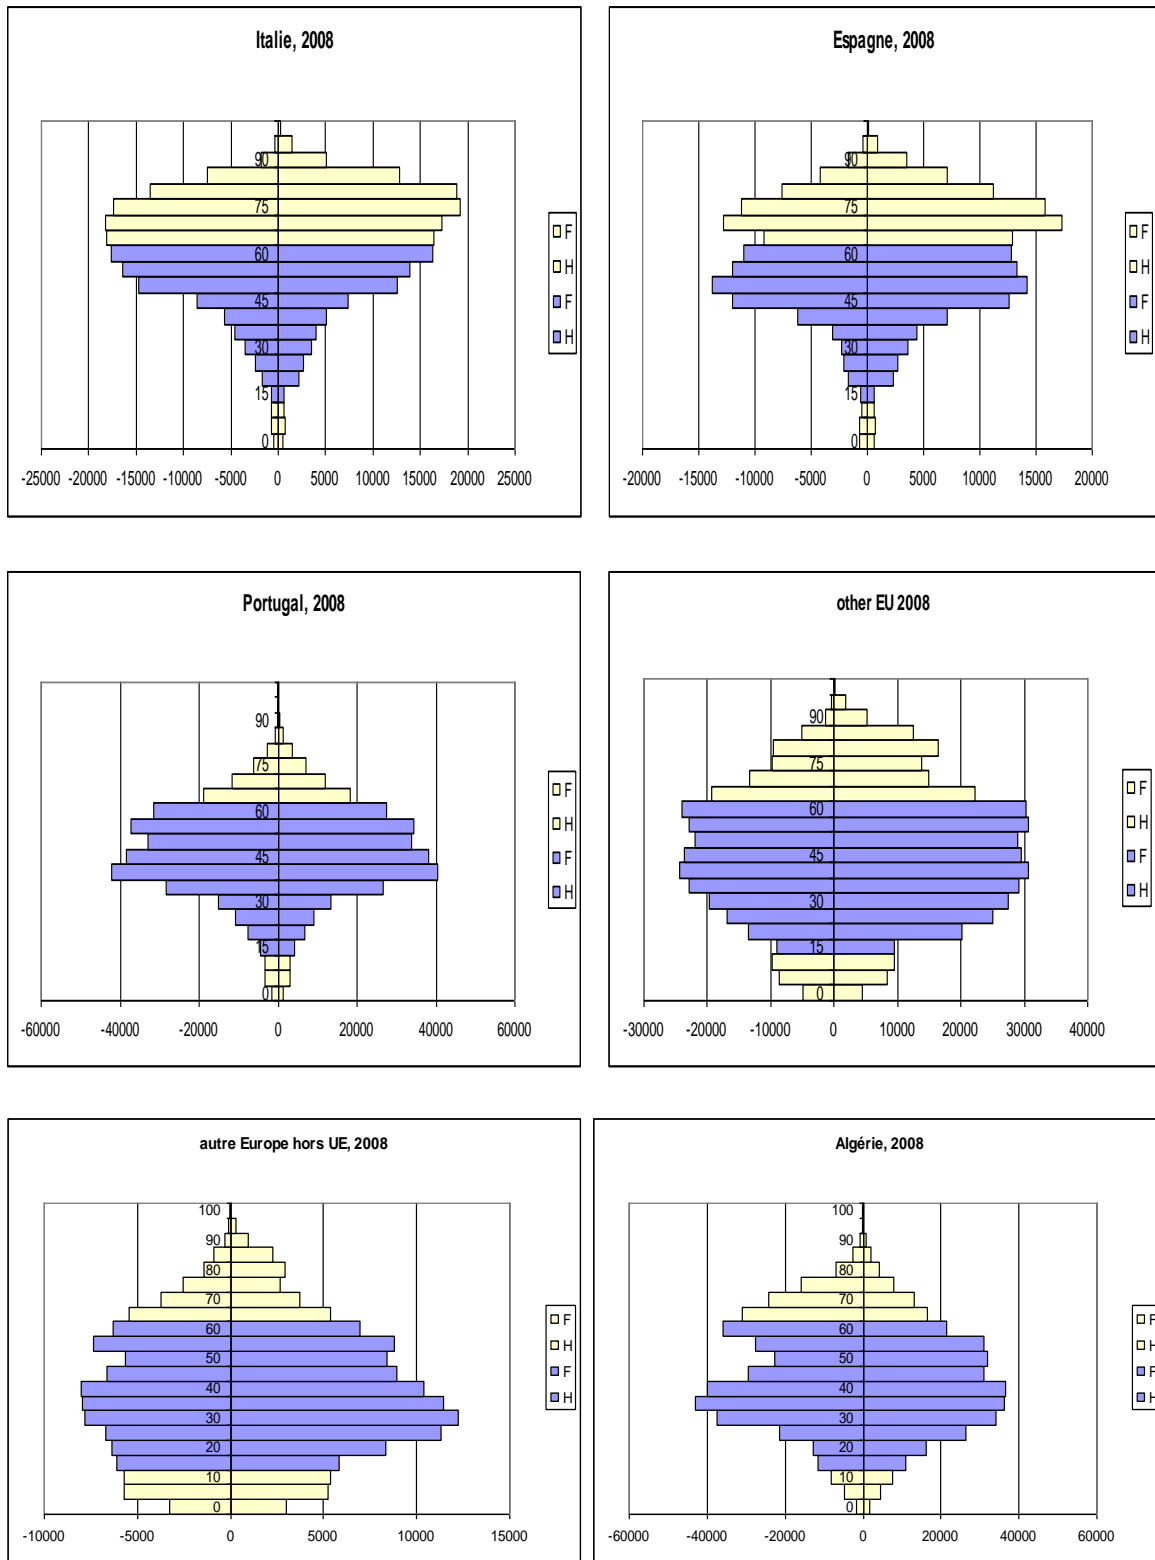 Italie, 2008
90
75
60
45
30
15
0
-25000 -20000 -15000 -10000 -5000 0 5000 10000 15000 20000 25000
F
H
F
H
Espagne, 2008
90
75
60
45
30
15
0
-20000 -15000 -10000 -5000 0 5000 10000 15000 20000
F
H
F
H
Portugal, 2008
90
75
60
45
30
15
0
-60000 -40000 -20000 0 20000 40000 60000
F
H
F
H
other EU 2008
90
75
60
45
30
15
0
-30000 -20000 -10000 0 10000 20000 30000 40000
F
H
F
H
autre Europe hors UE, 2008
100
90
80
70
60
50
40
30
20
10
0
-10000 -5000 0 5000 10000 15000
F
H
F
H
Algérie, 2008
100
90
80
70
60
50
40
30
20
10
0
-60000 -40000 -20000 0 20000 40000 60000
F
H
F
H